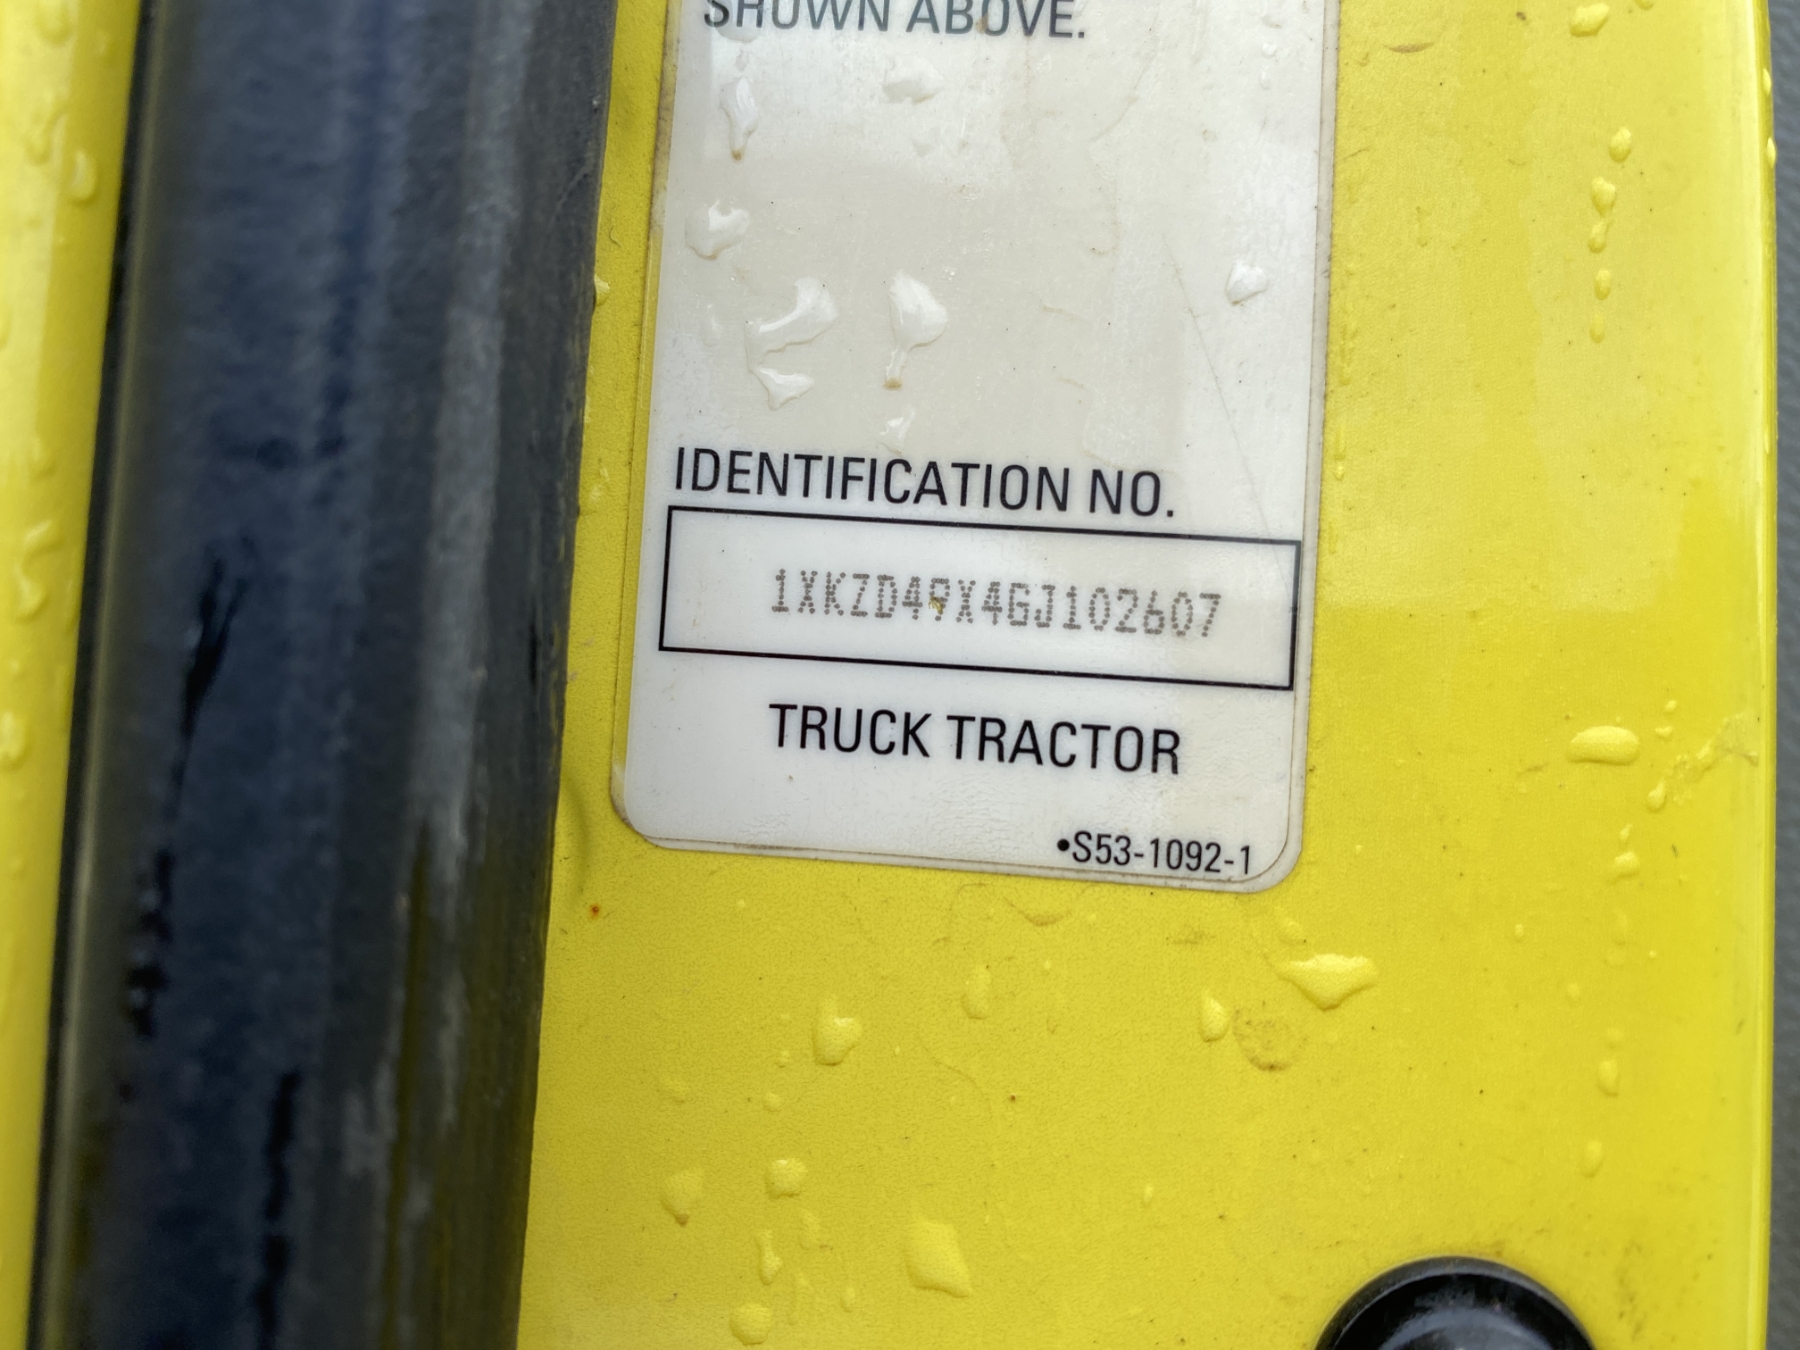 SHOWN ABOVE.
IDENTIFICATION NO.
1XKZD49X4GJ102607
TRUCK TRACTOR
•S53-1092-1